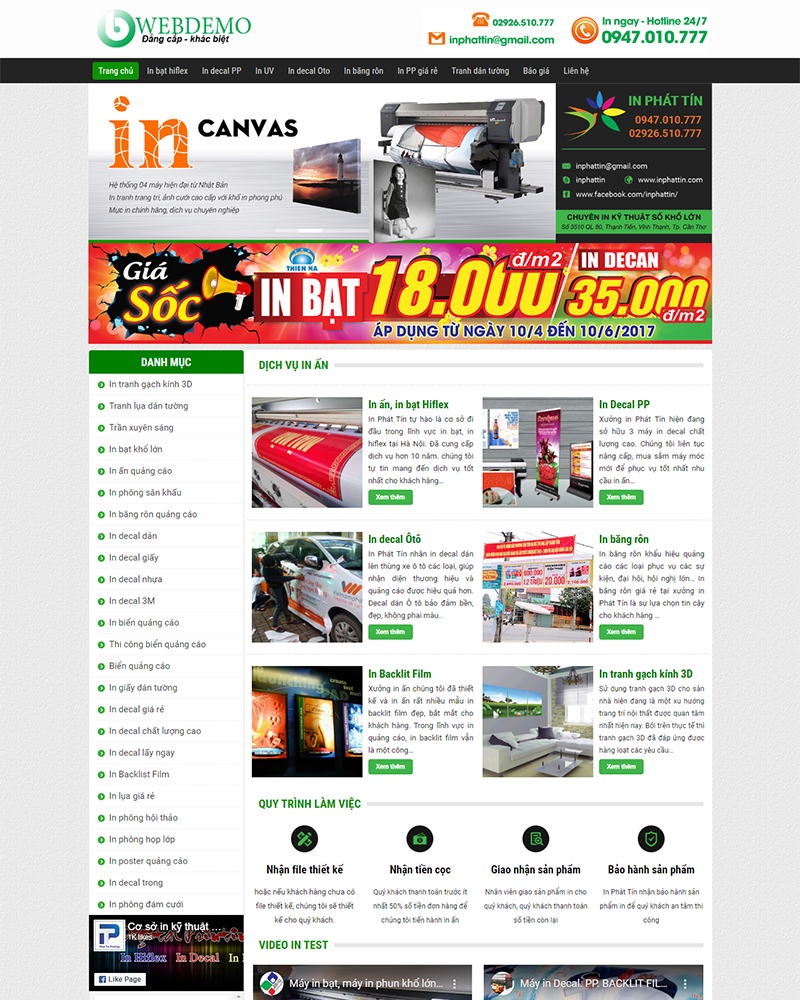 WEBDEMO
Đẳng cấp - khác biệt
02926.510.777
inphattin@gmail.com
In ngay - Hotline 24/7
0947.010.777
Trang chủ
In bạt hiflex
In decal PP
In UV
In decal Oto
In băng rôn
In PP giá rẻ
Tranh dán tường
Báo giá
Liên hệ
in CANVAS
Hệ thống 04 máy hiện đại từ Nhật Bản
In tranh trang trí, ảnh cưới cao cấp với khổ in phong phú
Mực in chính hãng, dịch vụ chuyên nghiệp
IN PHÁT TÍN
0947.010.777
02926.510.777
inphattin@gmail.com
inphattin
www.inphattin.com
www.facebook.com/inphattin/
CHUYÊN IN KỸ THUẬT SỐ KHỔ LỚN
Số 3510 QL 80, Thạnh Tiến, Vĩnh Thạnh, Tp. Cần Thơ
Giá
Sốc
THIÊN HÀ
IN BẠT
18.000
đ/m2
IN DECAN
35.000
đ/m2
ÁP DỤNG TỪ NGÀY 10/4 ĐẾN 10/6/2017
DANH MỤC
In tranh gạch kính 3D
Tranh lụa dán tường
Trần xuyên sáng
In bạt khổ lớn
In ấn quảng cáo
In phông sân khấu
In băng rôn quảng cáo
In decal dán
In decal giấy
In decal nhựa
In decal 3M
In biển quảng cáo
Thi công biển quảng cáo
Biển quảng cáo
In giấy dán tường
In decal giá rẻ
In decal chất lượng cao
In decal lấy ngay
In Backlist Film
In lụa giá rẻ
In phông hội thảo
In phông họp lớp
In poster quảng cáo
In decal trong
In phông đám cưới
Cơ sở in kỹ thuật ...
1K likes
In Hiflex In Decal In
Like Page
DỊCH VỤ IN ẤN
In ấn, in bạt Hiflex
In Phát Tín tự hào là cơ sở đi
đầu trong lĩnh vực in bạt, in
hiflex tại Hà Nội. Đã cung cấp
dịch vụ hơn 10 năm. chúng tôi
tự tin mang đến dịch vụ tốt
nhất cho khách hàng...
Xem thêm
In Decal PP
Xưởng in Phát Tín hiện đang
sở hữu 3 máy in decal chất
lượng cao. Chúng tôi liên tục
nâng cấp, mua sắm máy móc
mới để phục vụ tốt nhất nhu
cầu in ấn...
Xem thêm
In decal Ôtô
In Phát Tín nhận in decal dán
lên thùng xe ô tô các loại, giúp
nhận diện thương hiệu và
quảng cáo được hiệu quả hơn.
Decal dán Ô tô bảo đảm bền,
đẹp, không phai màu..
Xem thêm
In băng rôn
In băng rôn khẩu hiệu quảng
cáo các loại phục vụ các sự
kiện, đại hội, hội nghị lớn... In
băng rôn giá rẻ tại xưởng in
Phát Tín là sự lựa chọn tin cậy
cho khách hàng ...
Xem thêm
In Backlit Film
Xưởng in ấn chúng tôi đã thiết
kế và in ấn rất nhiều mẫu in
backlit film đẹp, bắt mắt cho
khách hàng. Trong lĩnh vực in
quảng cáo, in backlit film vẫn
là một công...
Xem thêm
In tranh gạch kính 3D
Sử dụng tranh gạch 3D cho sàn
nhà hiện đang là một xu hướng
trang trí nội thất được quan tâm
nhất hiện nay. Bởi trên thực tế thì
tranh gạch 3D đã đáp ứng được
hàng loạt các yêu cầu...
Xem thêm
QUY TRÌNH LÀM VIỆC
Nhận file thiết kế
hoặc nếu khách hàng chưa có
file thiết kế, chúng tôi sẽ thiết
kế cho quý khách.
Nhận tiền cọc
Quý khách thanh toán trước ít
nhất 50% số tiền đơn hàng để
chúng tôi tiến hành in ấn
Giao nhận sản phẩm
Nhân viên giao sản phẩm in cho
quý khách, quý khách thanh toán
số tiền còn lại
Bảo hành sản phẩm
In Phát Tín nhận bảo hành sản
phẩm in để quý khách an tâm thi
công
VIDEO IN TEST
Máy in bạt, máy in phun khổ lớn...
Máy in Decal. PP. BACKLIT FIL...